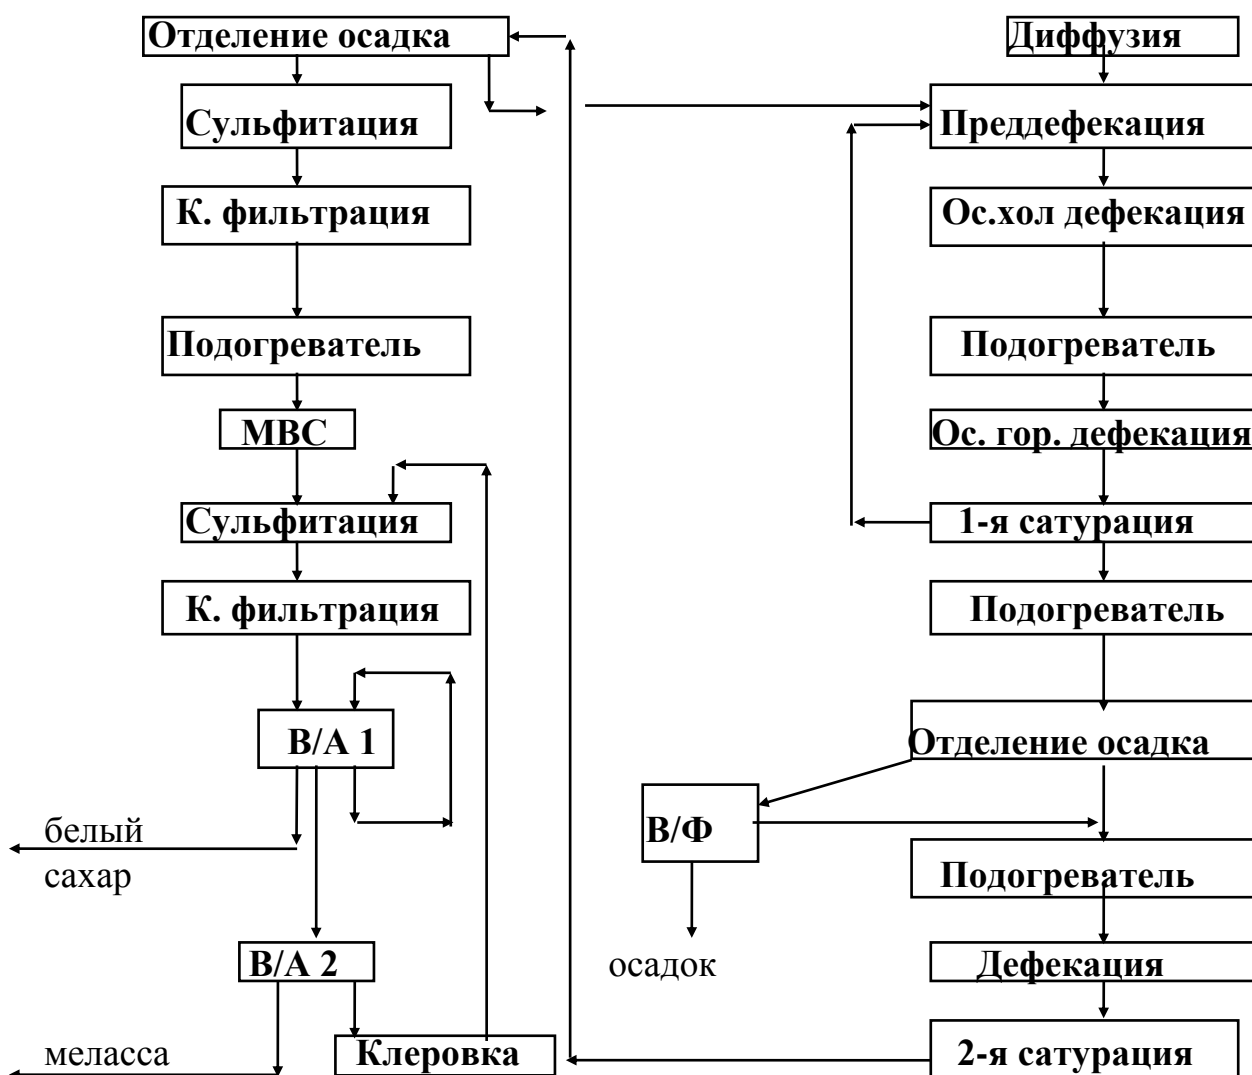 Отделение осадка
Сульфитация
К. фильтрация
Подогреватель
МВС
Сульфитация
К. фильтрация
В/А 1
белый
сахар
В/А 2
меласса
Клеровка
Диффузия
Преддефекация
Ос.хол дефекация
Подогреватель
Ос. гор. дефекация
1-я сатурация
Подогреватель
Отделение осадка
В/Ф
осадок
Подогреватель
Дефекация
2-я сатурация